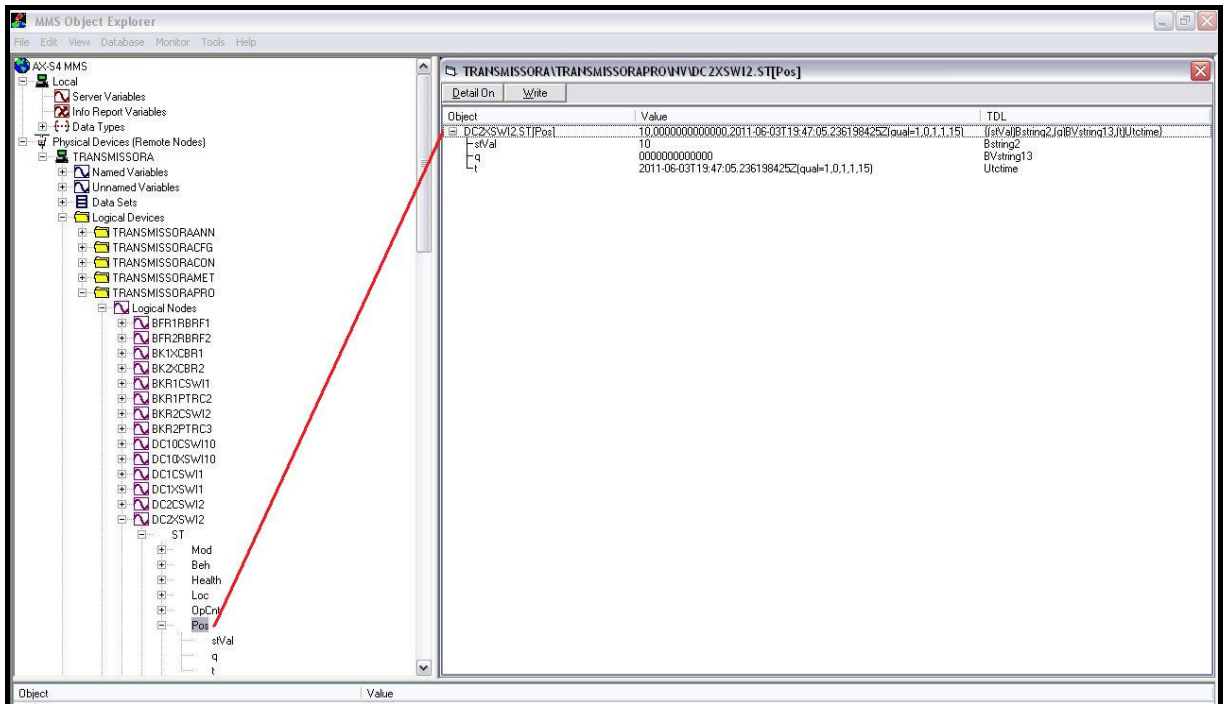 MMS Object Explorer
File Edit View Database Monitor Tools Help
AX-S4 MMS
Local
Server Variables
Info Report Variables
Data Types
Physical Devices (Remote Nodes)
TRANSMISSORA
Named Variables
Unnamed Variables
Data Sets
Logical Devices
TRANSMISSORAANN
TRANSMISSORACFG
TRANSMISSORACON
TRANSMISSORAMET
TRANSMISSORAPRO
Logical Nodes
BFR1RBRF1
BFR2RBRF2
BK1XCBR1
BK2XCBR2
BKR1CSWI1
BKR1PTRC2
BKR2CSWI2
BKR2PTRC3
DC10CSWI10
DC10XSWI10
DC1CSWI1
DC1XSWI1
DC2CSWI2
DC2XSWI2
ST
Mod
Beh
Health
Loc
OpCnt
Pos
stVal
q
t
TRANSMISSORA\TRANSMISSORAPRO\NV\DC2XSWI2.ST[Pos]
Detail On Write
Object Value TDL
DC2XSWI2.ST[Pos] 10,0000000000000,2011-06-03T19:47:05.236198425Z(qual=1,0,1,1,15) {(stVal)Bstring2,(q)BVstring13,(t)Utctime}
stVal 10 Bstring2
q 0000000000000 BVstring13
t 2011-06-03T19:47:05.236198425Z(qual=1,0,1,1,15) Utctime
Object Value